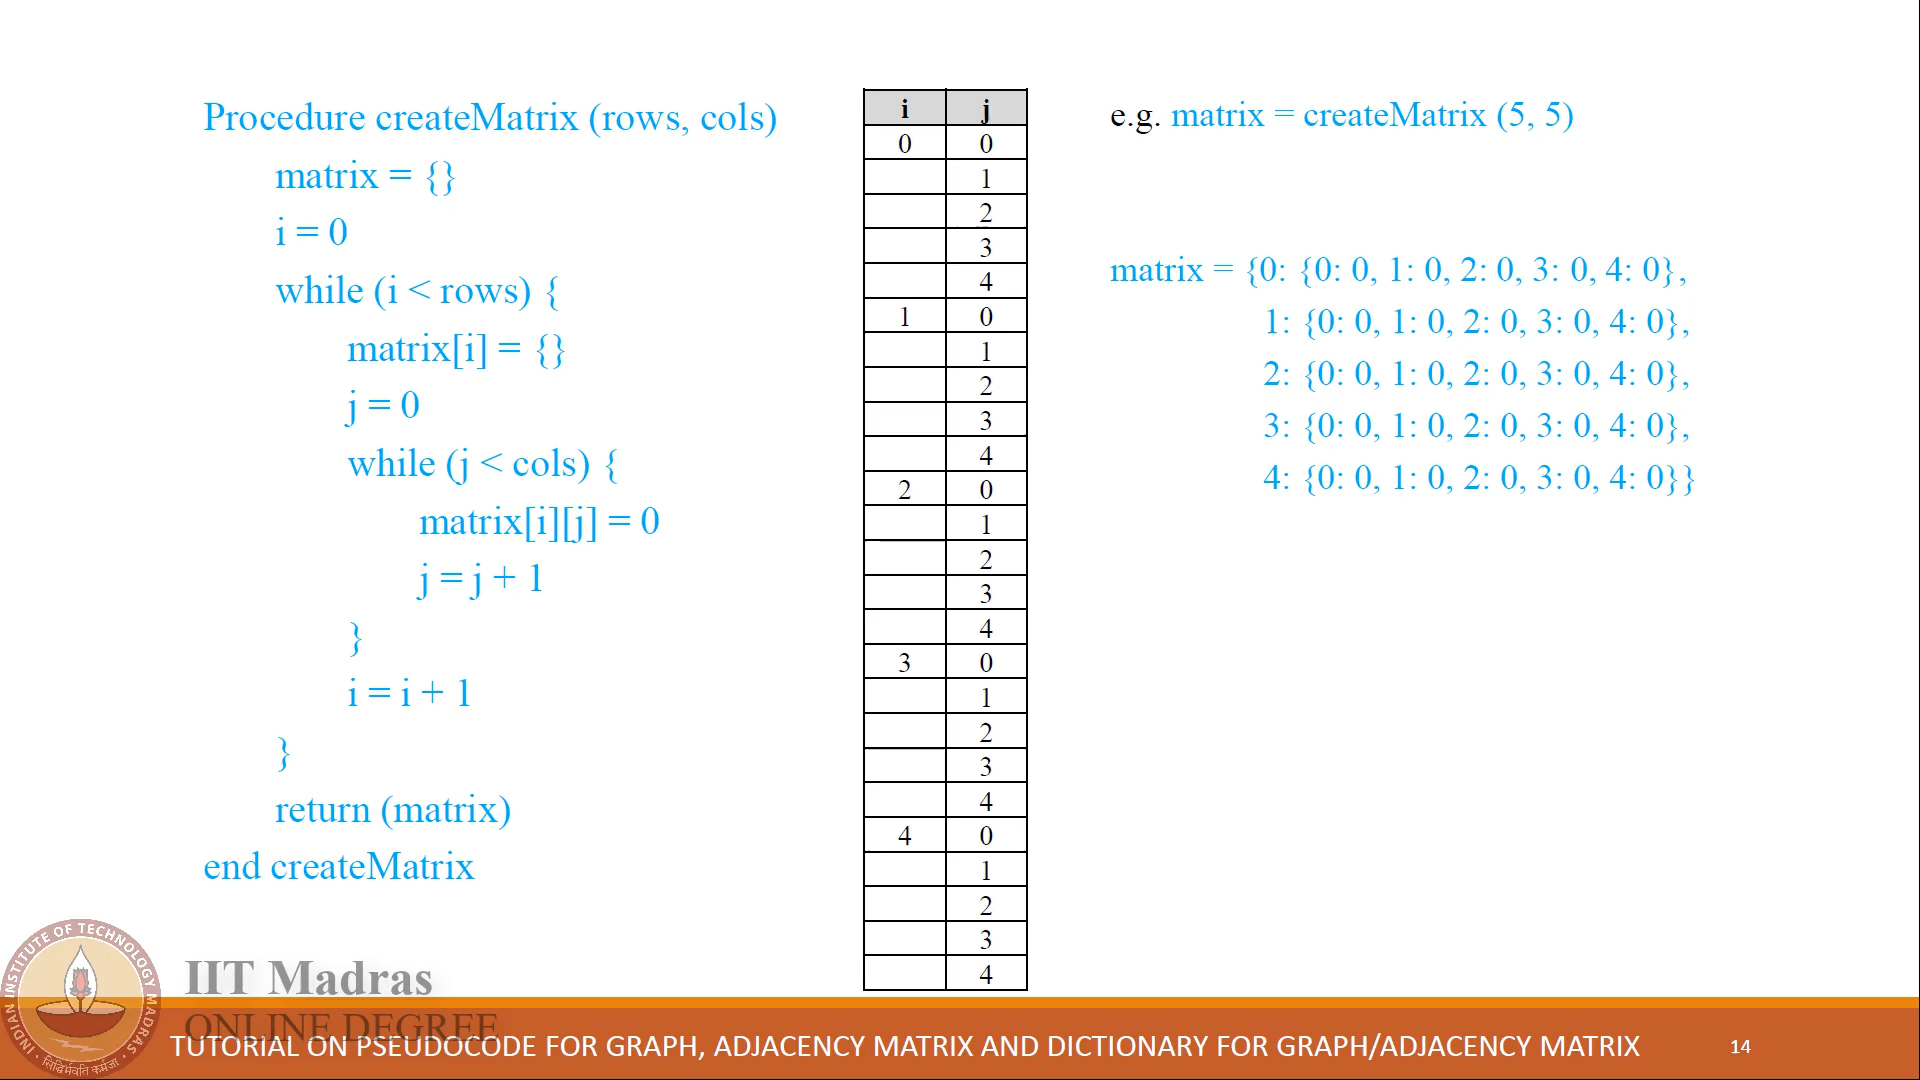 Procedure createMatrix (rows, cols)
matrix = {}
i = 0
while (i < rows) {
matrix[i] = {}
j = 0
while (j < cols) {
matrix[i][j] = 0
j = j + 1
}
i = i + 1
}
return (matrix)
end createMatrix
i j
0 0
1
2
3
4
1 0
1
2
3
4
2 0
1
2
3
4
3 0
1
2
3
4
4 0
1
2
3
4
e.g. matrix = createMatrix (5, 5)
matrix = {0: {0: 0, 1: 0, 2: 0, 3: 0, 4: 0},
1: {0: 0, 1: 0, 2: 0, 3: 0, 4: 0},
2: {0: 0, 1: 0, 2: 0, 3: 0, 4: 0},
3: {0: 0, 1: 0, 2: 0, 3: 0, 4: 0},
4: {0: 0, 1: 0, 2: 0, 3: 0, 4: 0}}
INDIAN INSTITUTE OF TECHNOLOGY MADRAS
सिद्धिर्भवति कर्मजा
IIT Madras
ONLINE DEGREE
TUTORIAL ON PSEUDOCODE FOR GRAPH, ADJACENCY MATRIX AND DICTIONARY FOR GRAPH/ADJACENCY MATRIX
14